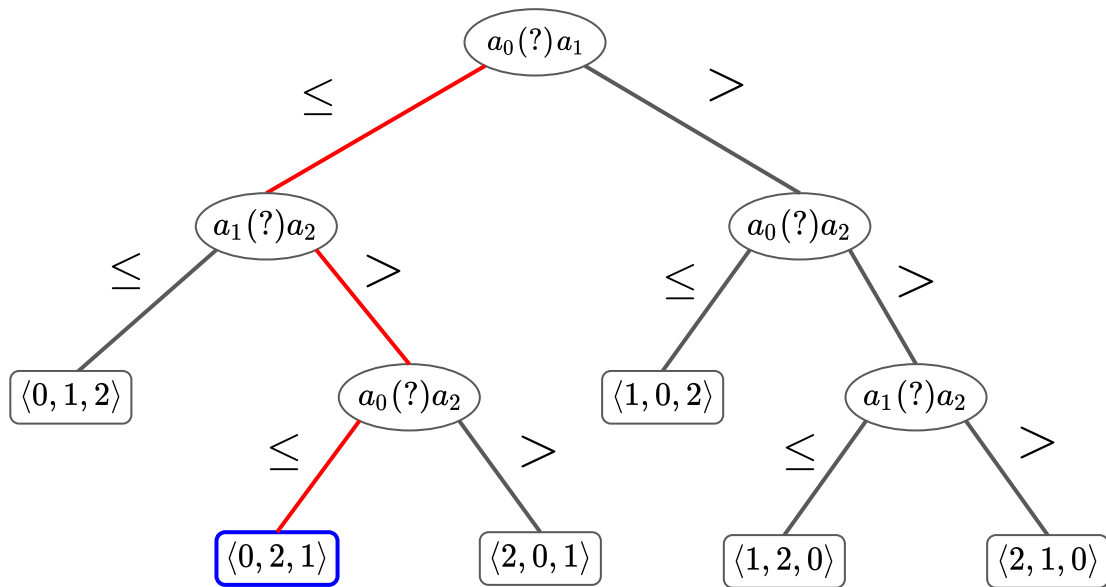 a₀(?)a₁
≤ >
a₁(?)a₂ a₀(?)a₂
≤ > ≤ >
⟨0, 1, 2⟩ a₀(?)a₂ ⟨1, 0, 2⟩ a₁(?)a₂
≤ > ≤ >
⟨0, 2, 1⟩ ⟨2, 0, 1⟩ ⟨1, 2, 0⟩ ⟨2, 1, 0⟩